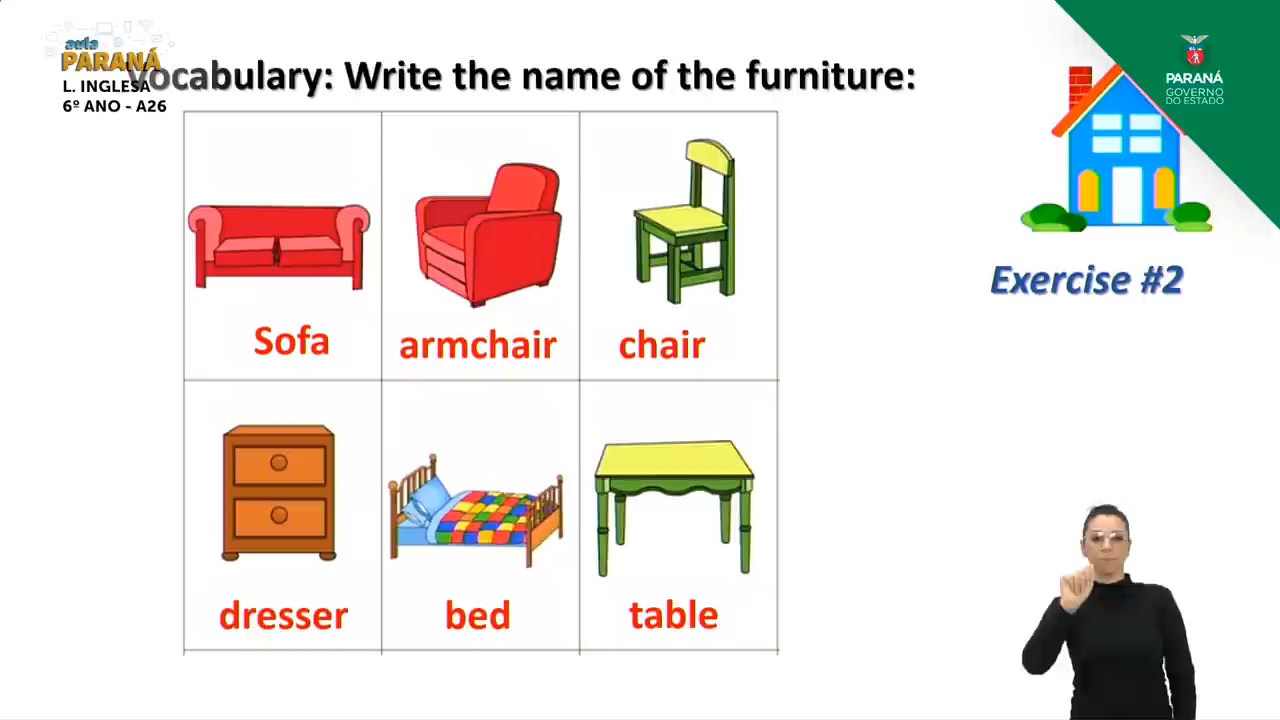 aula
PARANÁ
L. INGLESA
6º ANO - A26
Vocabulary: Write the name of the furniture:
PARANÁ
GOVERNO
DO ESTADO
Exercise #2
Sofa
armchair
chair
dresser
bed
table